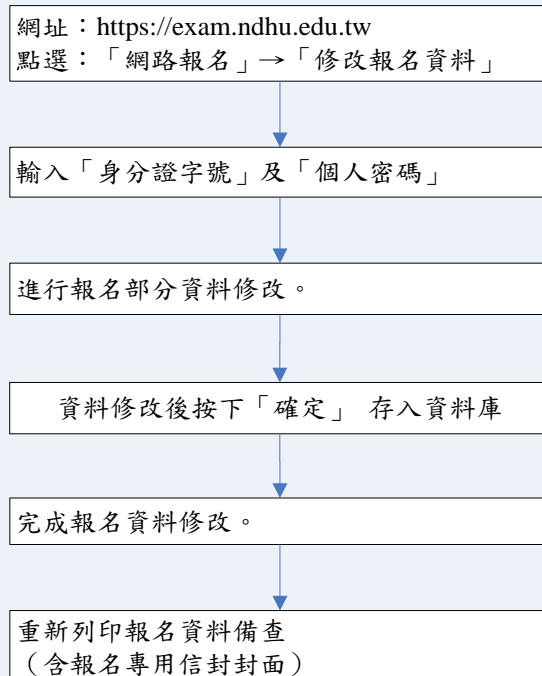 網址：https://exam.ndhu.edu.tw
點選：「網路報名」→「修改報名資料」
輸入「身分證字號」及「個人密碼」
進行報名部分資料修改。
資料修改後按下「確定」 存入資料庫
完成報名資料修改。
重新列印報名資料備查
（含報名專用信封封面）